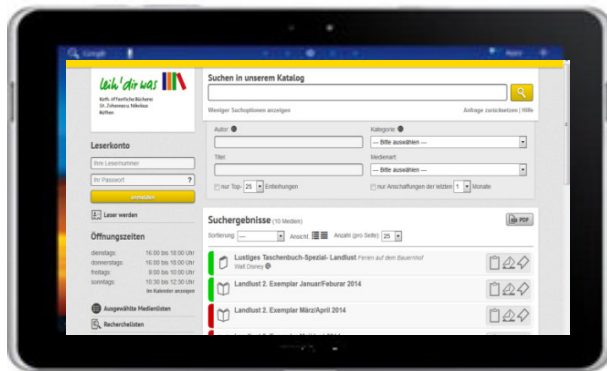 Google
leih' dir was
Kath. öffentliche Bücherei
St. Johannes u. Nikolaus
Rüthen
Leserkonto
Ihre Lesernummer
Ihr Passwort ?
anmelden
Leser werden
Öffnungszeiten
dienstags: 16:00 bis 18:00 Uhr
donnerstags: 16:00 bis 18:00 Uhr
freitags: 9:00 bis 10:00 Uhr
sonntags: 10:30 bis 12:30 Uhr
Im Kalender anzeigen
Ausgewählte Medienlisten
Recherchelisten
Suchen in unserem Katalog
Weniger Suchoptionen anzeigen Anfrage zurücksetzen | Hilfe
Autor Kategorie
--- Bitte auswählen ---
Titel Medienart
--- Bitte auswählen ---
nur Top- 25 Entleihungen nur Anschaffungen der letzten 1 Monate
Suchergebnisse (10 Medien) PDF
Sortierung --- Ansicht Anzahl (pro Seite) 25
Lustiges Taschenbuch-Spezial- Landlust Ferien auf dem Bauernhof
Walt Disney
Landlust 2. Exemplar Januar/Feburar 2014
Landlust 2. Exemplar März/April 2014